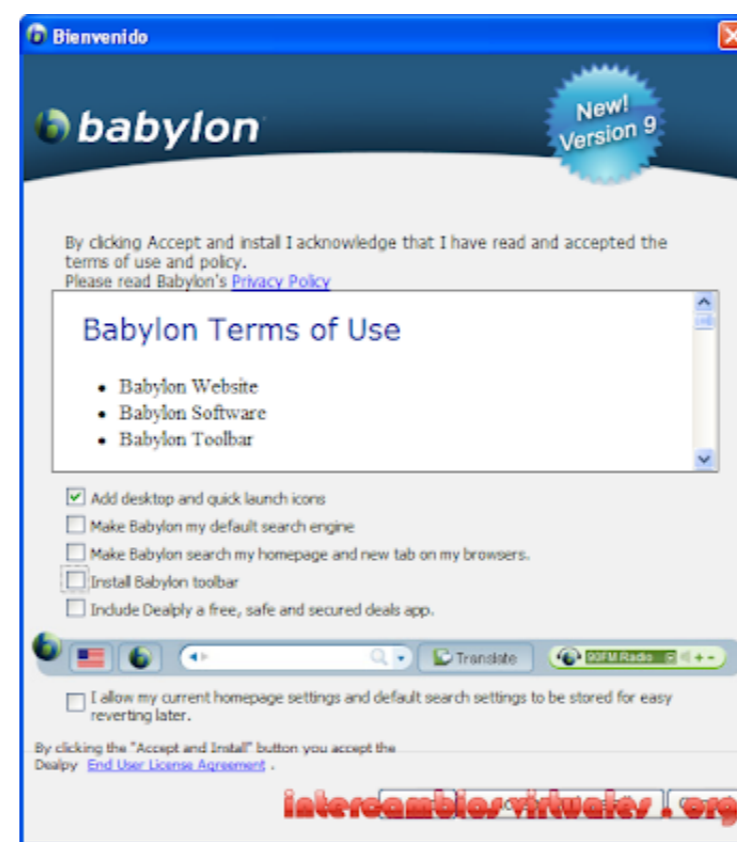 Bienvenido
babylon
New!
Version 9
By clicking Accept and install I acknowledge that I have read and accepted the
terms of use and policy.
Please read Babylon's Privacy Policy
Babylon Terms of Use
• Babylon Website
• Babylon Software
• Babylon Toolbar
Add desktop and quick launch icons
Make Babylon my default search engine
Make Babylon search my homepage and new tab on my browsers.
Install Babylon toolbar
Include Dealply a free, safe and secured deals app.
Translate
90FM Radio
I allow my current homepage settings and default search settings to be stored for easy
reverting later.
By clicking the "Accept and Install" button you accept the
Dealpy End User License Agreement .
intercambiosvirtuales.org